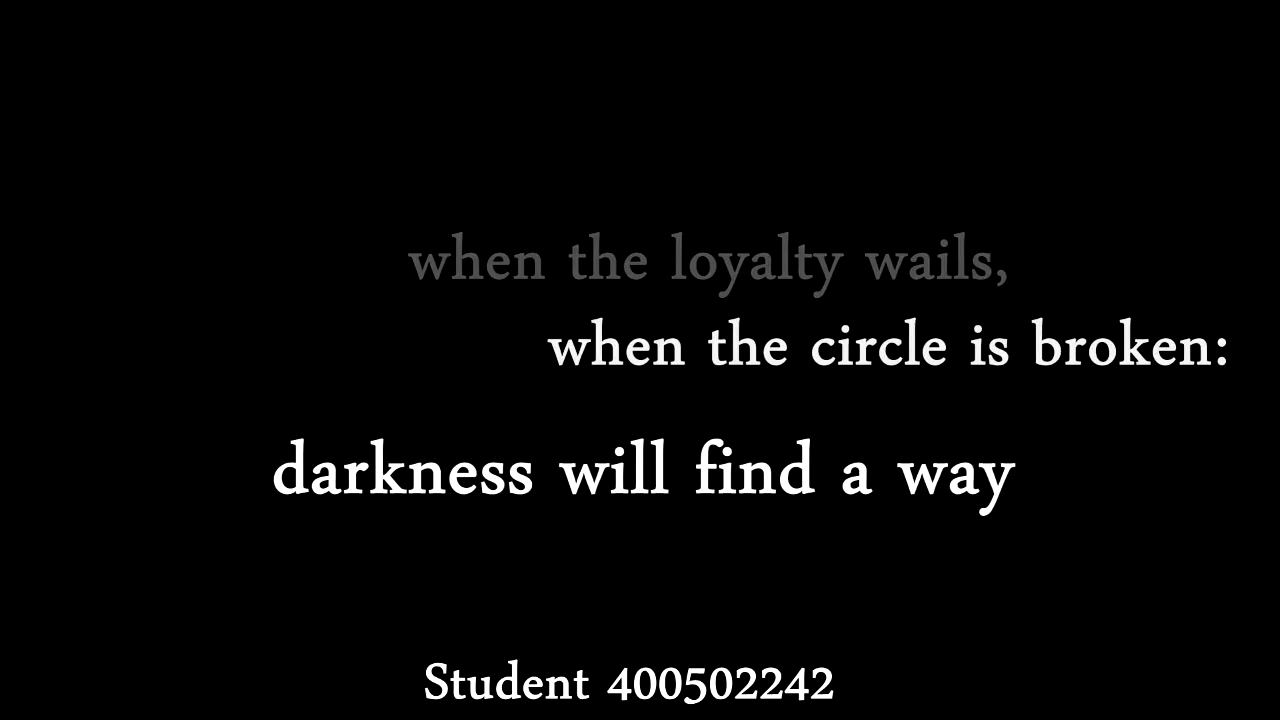 when the loyalty wails,
when the circle is broken:
darkness will find a way
Student 400502242